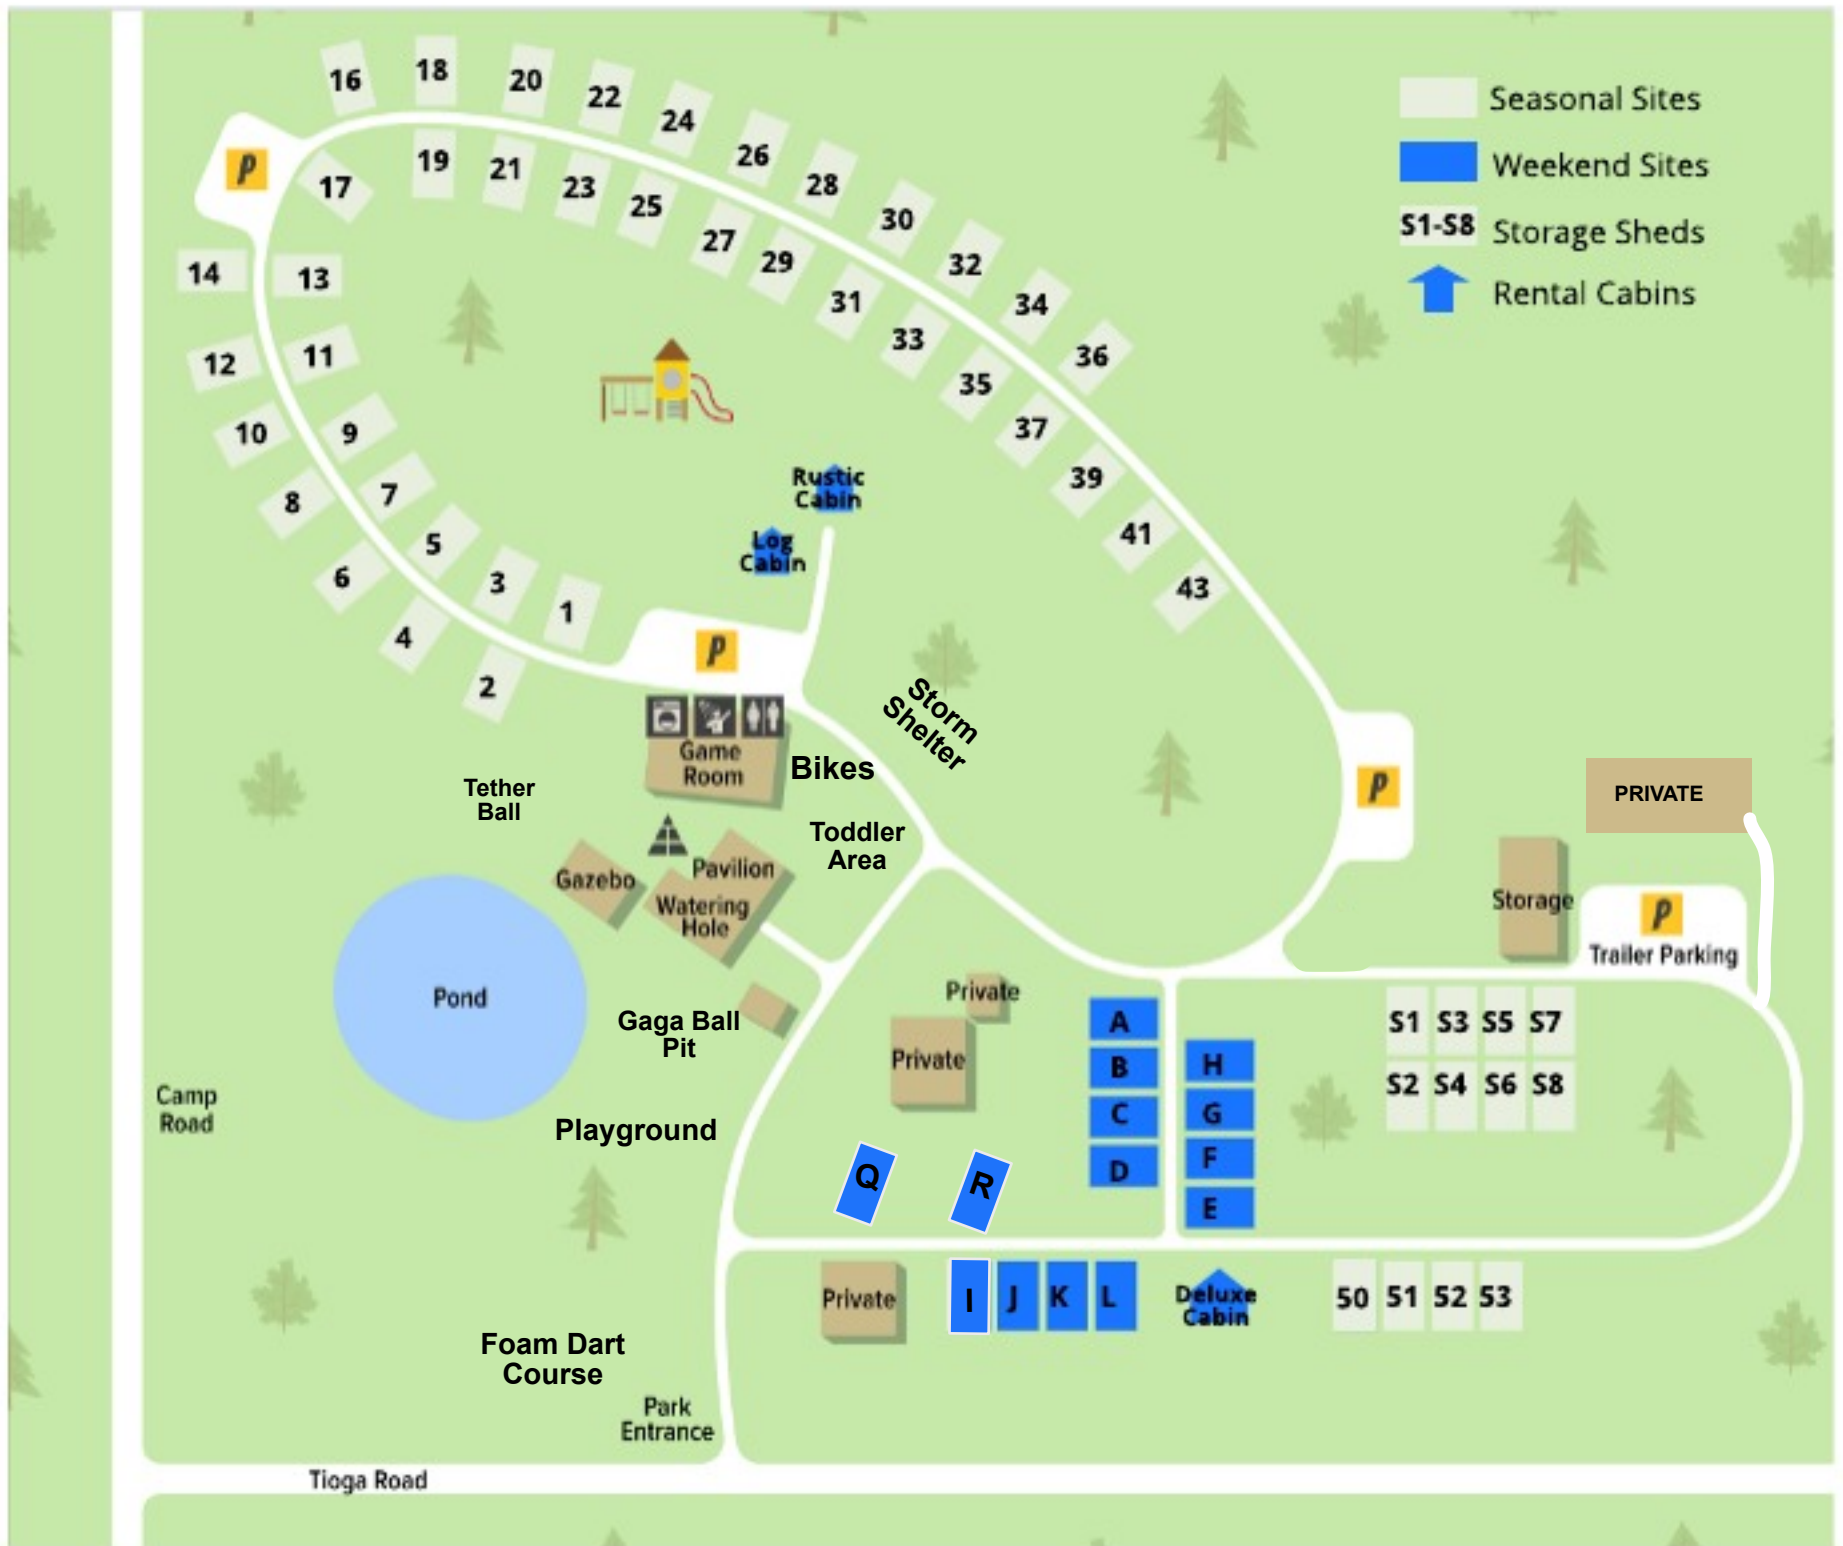 16
18
20
22
24
26
28
30
32
34
36
P
17
19
21
23
25
27
29
31
33
35
37
39
41
43
14
13
12
11
10
9
8
7
6
5
4
3
2
1
Seasonal Sites
Weekend Sites
S1-S8 Storage Sheds
Rental Cabins
Rustic
Cabin
Log
Cabin
P
Storm
Shelter
Game
Room
Bikes
Tether
Ball
Toddler
Area
Pavilion
Gazebo
Watering
Hole
P
PRIVATE
Storage
P
Trailer Parking
Pond
Gaga Ball
Pit
Private
Private
A
B
C
D
H
G
F
E
S1 S3 S5 S7
S2 S4 S6 S8
Camp
Road
Playground
Q
R
Private
I
J
K
L
Deluxe
Cabin
50 51 52 53
Foam Dart
Course
Park
Entrance
Tioga Road